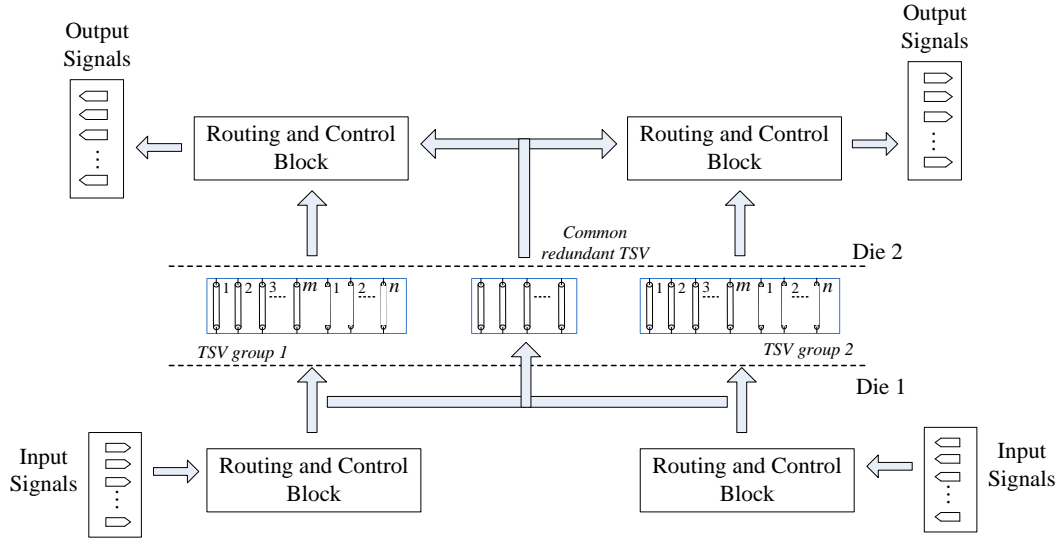 Output
Signals
Output
Signals
Routing and Control
Block
Routing and Control
Block
Common
redundant TSV
Die 2
1 2 3 m 1 2 n
1 2 3 m 1 2 n
TSV group 1
TSV group 2
Die 1
Input
Signals
Routing and Control
Block
Routing and Control
Block
Input
Signals